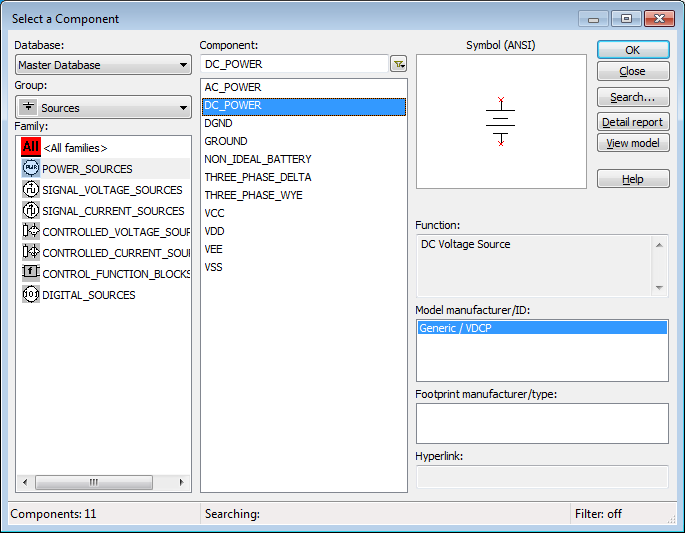 Select a Component
Database:
Master Database
Group:
Sources
Family:
All <All families>
PWR POWER_SOURCES
SIGNAL_VOLTAGE_SOURCES
SIGNAL_CURRENT_SOURCES
CONTROLLED_VOLTAGE_SOUR
CONTROLLED_CURRENT_SOU
f CONTROL_FUNCTION_BLOCKS
101 DIGITAL_SOURCES
Component:
DC_POWER
AC_POWER
DC_POWER
DGND
GROUND
NON_IDEAL_BATTERY
THREE_PHASE_DELTA
THREE_PHASE_WYE
VCC
VDD
VEE
VSS
Symbol (ANSI)
Function:
DC Voltage Source
Model manufacturer/ID:
Generic / VDCP
Footprint manufacturer/type:
Hyperlink:
OK
Close
Search...
Detail report
View model
Help
Components: 11
Searching:
Filter: off